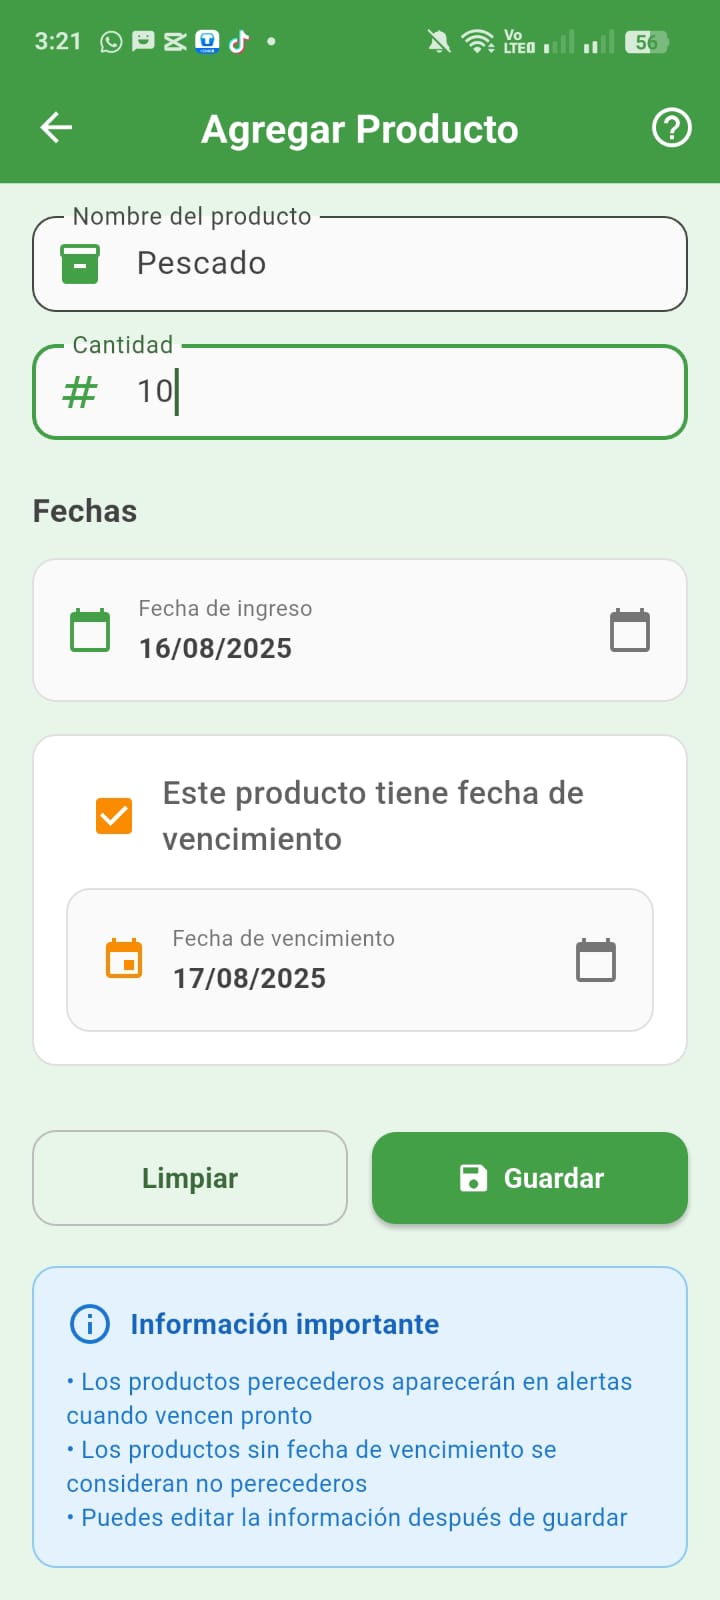 3:21
Vo
LTE
56
Agregar Producto
Nombre del producto
Pescado
Cantidad
# 10
Fechas
Fecha de ingreso
16/08/2025
Este producto tiene fecha de
vencimiento
Fecha de vencimiento
17/08/2025
Limpiar
Guardar
Información importante
• Los productos perecederos aparecerán en alertas
cuando vencen pronto
• Los productos sin fecha de vencimiento se
consideran no perecederos
• Puedes editar la información después de guardar